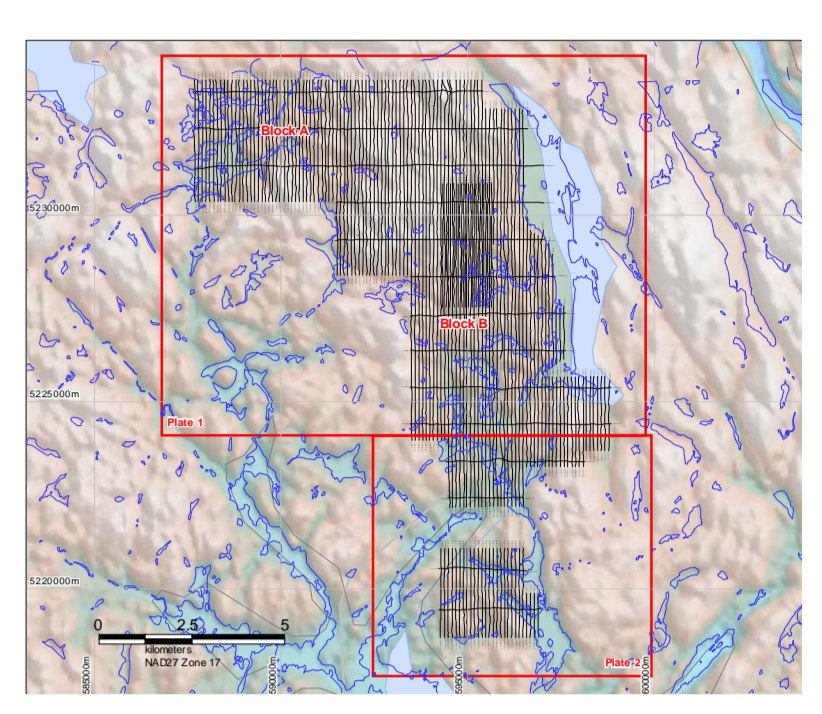 Block A
5230000m
Block B
5225000m
Plate 1
5220000m
0 2.5 5
kilometers
NAD27 Zone 17
Plate 2
585000m
590000m
595000m
600000m